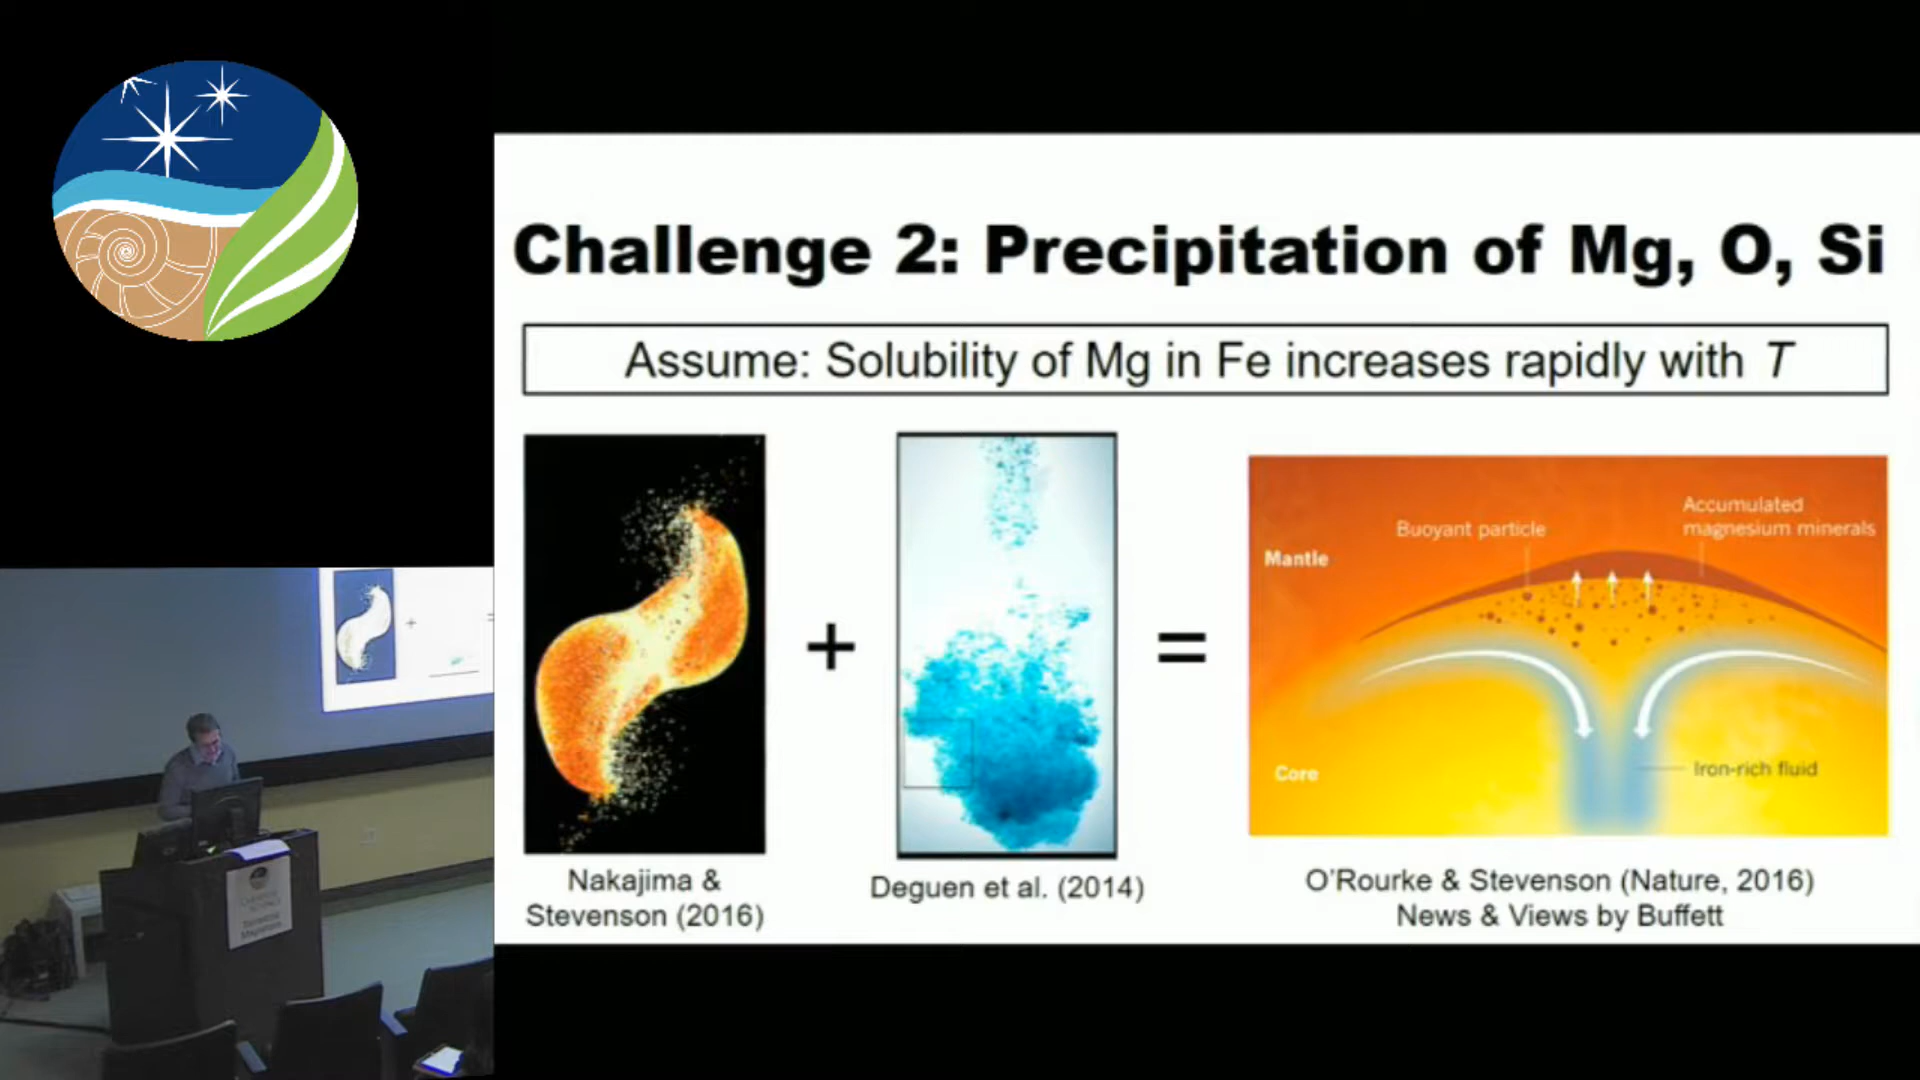 Challenge 2: Precipitation of Mg, O, Si
Assume: Solubility of Mg in Fe increases rapidly with T
+
=
Mantle
Buoyant particle
Accumulated
magnesium minerals
Core
Iron-rich fluid
Nakajima &
Stevenson (2016)
Deguen et al. (2014)
O'Rourke & Stevenson (Nature, 2016)
News & Views by Buffett